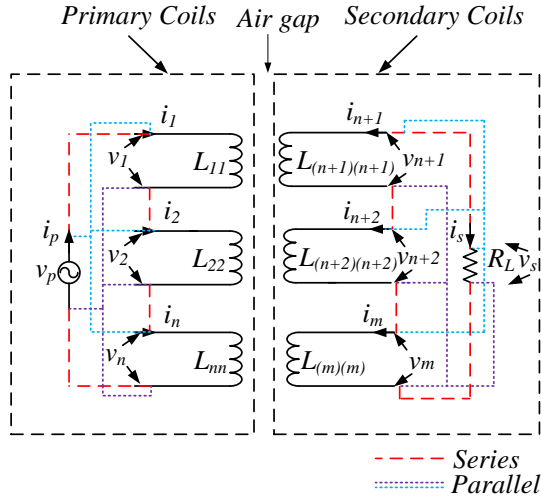 Primary Coils
Air gap
Secondary Coils
i1
v1
L11
i2
ip
vp
v2
L22
in
vn
Lnn
in+1
L(n+1)(n+1)
vn+1
in+2
is
L(n+2)(n+2)
vn+2
RL
vs
im
L(m)(m)
vm
Series
Parallel